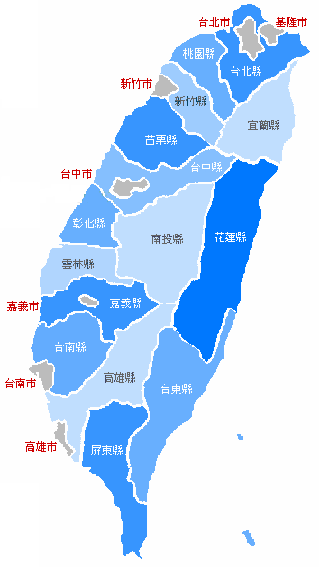 台北市
基隆市
桃園縣
台北縣
新竹市
新竹縣
宜蘭縣
苗栗縣
台中市
台中縣
彰化縣
南投縣
花蓮縣
雲林縣
嘉義市
嘉義縣
台南縣
台南市
高雄縣
台東縣
高雄市
屏東縣